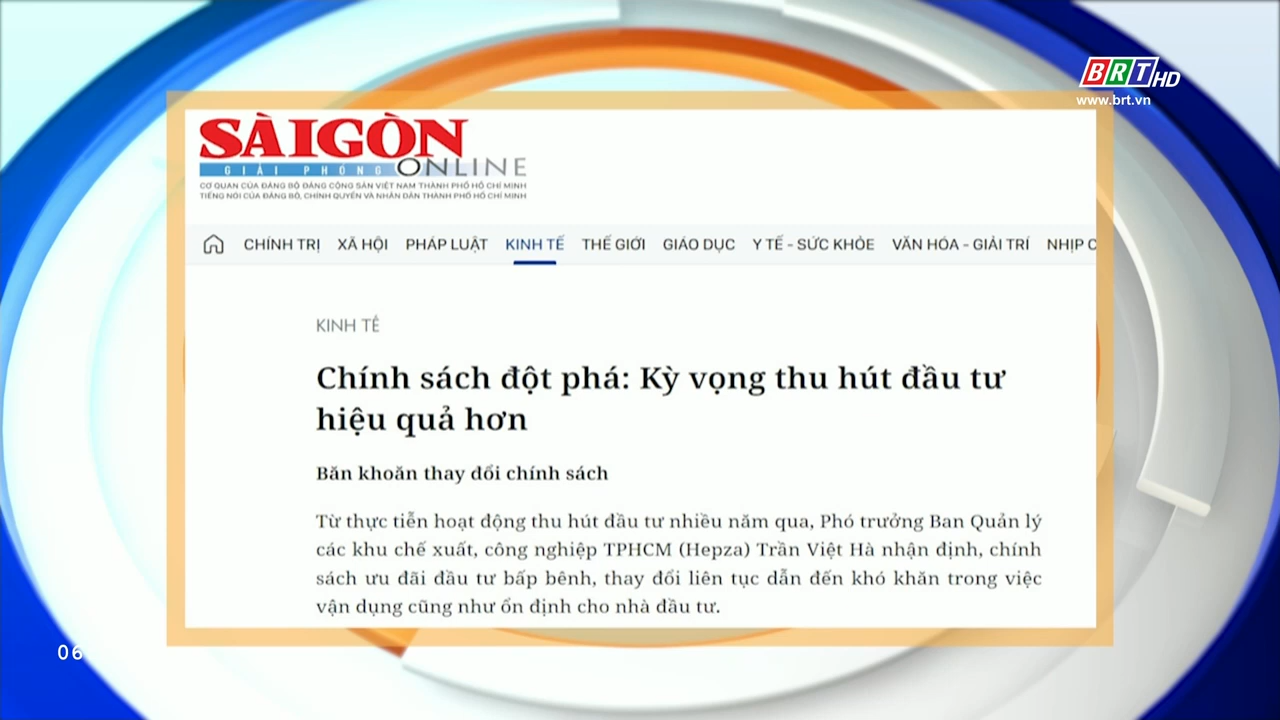 BRT HD
www.brt.vn
SÀI GÒN
GIẢI PHÓNG ONLINE
CƠ QUAN CỦA ĐẢNG BỘ ĐẢNG CỘNG SẢN VIỆT NAM THÀNH PHỐ HỒ CHÍ MINH
TIẾNG NÓI CỦA ĐẢNG BỘ, CHÍNH QUYỀN VÀ NHÂN DÂN THÀNH PHỐ HỒ CHÍ MINH
CHÍNH TRỊ XÃ HỘI PHÁP LUẬT KINH TẾ THẾ GIỚI GIÁO DỤC Y TẾ - SỨC KHỎE VĂN HÓA - GIẢI TRÍ NHỊP
KINH TẾ
Chính sách đột phá: Kỳ vọng thu hút đầu tư
hiệu quả hơn
Băn khoăn thay đổi chính sách
Từ thực tiễn hoạt động thu hút đầu tư nhiều năm qua, Phó trưởng Ban Quản lý
các khu chế xuất, công nghiệp TPHCM (Hepza) Trần Việt Hà nhận định, chính
sách ưu đãi đầu tư bấp bênh, thay đổi liên tục dẫn đến khó khăn trong việc
vận dụng cũng như ổn định cho nhà đầu tư.
06